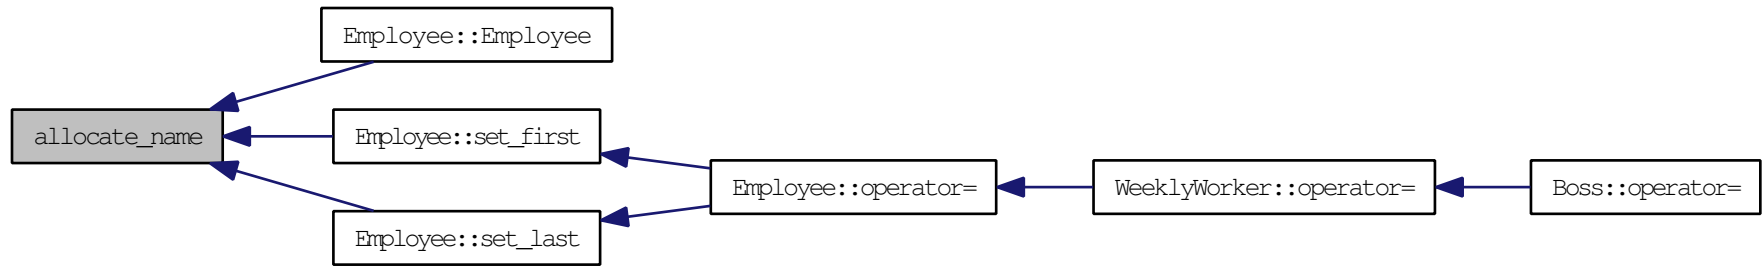 Employee::Employee
allocate_name
Employee::set_first
Employee::operator=
WeeklyWorker::operator=
Boss::operator=
Employee::set_last